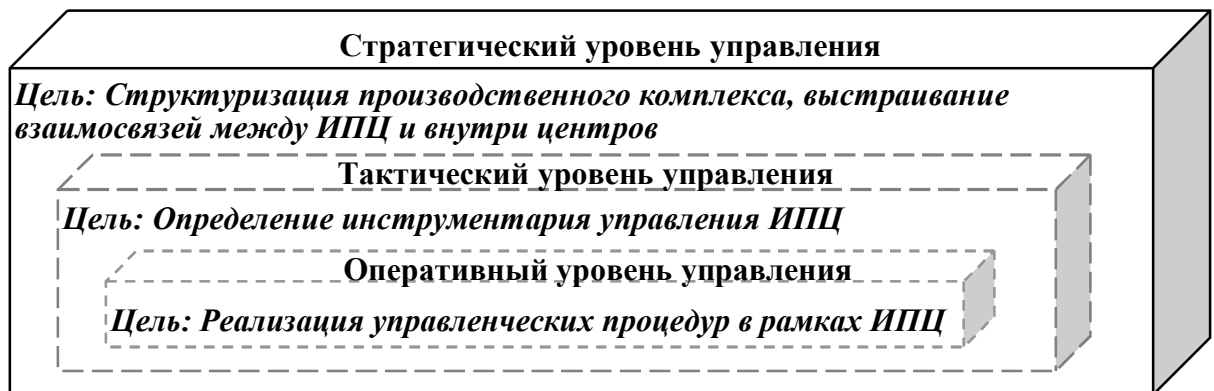 Стратегический уровень управления
Цель: Структуризация производственного комплекса, выстраивание
взаимосвязей между ИПЦ и внутри центров
Тактический уровень управления
Цель: Определение инструментария управления ИПЦ
Оперативный уровень управления
Цель: Реализация управленческих процедур в рамках ИПЦ